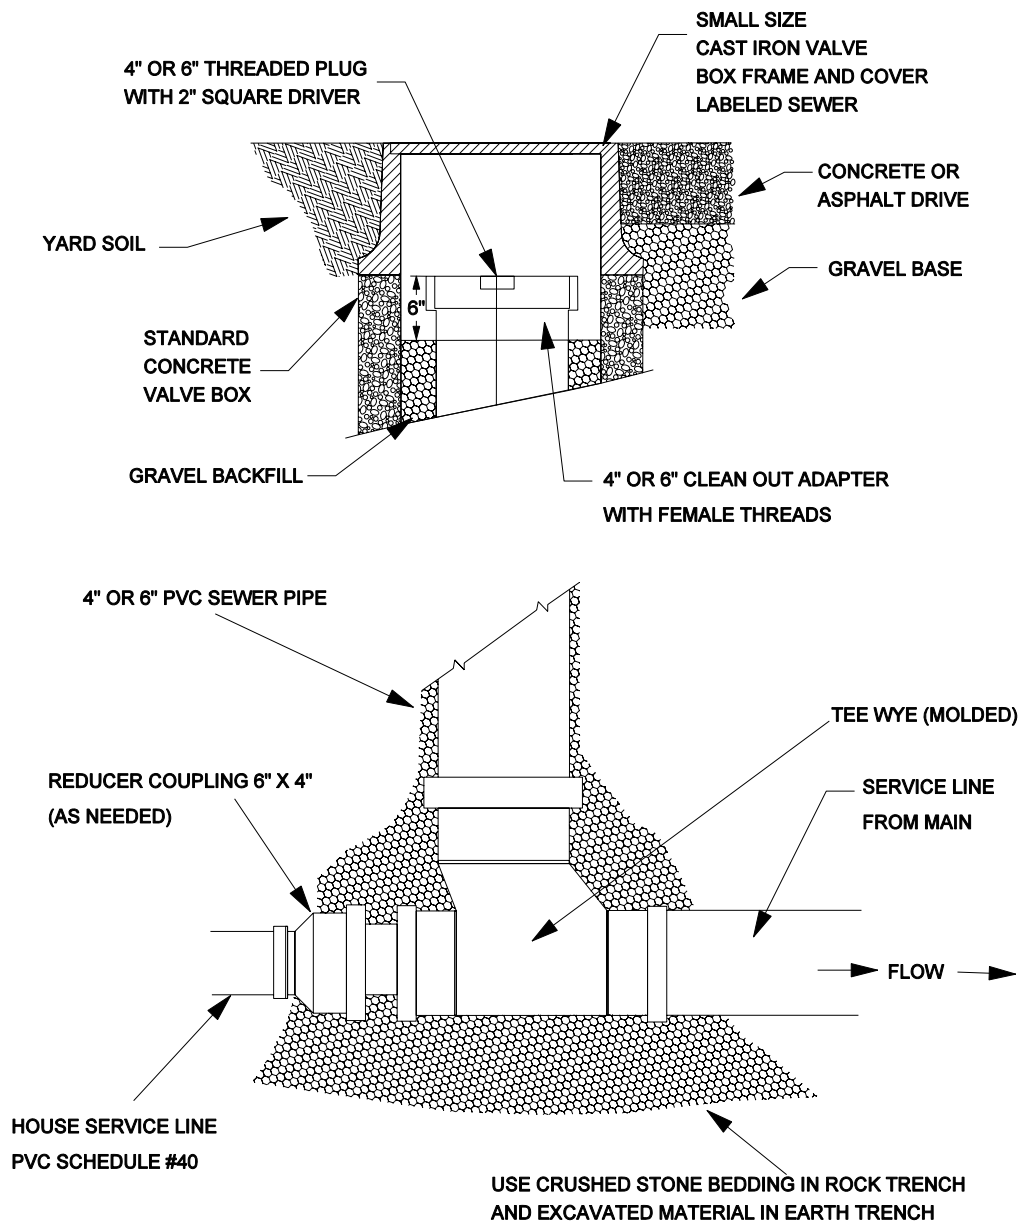 SMALL SIZE
CAST IRON VALVE
BOX FRAME AND COVER
LABELED SEWER
4" OR 6" THREADED PLUG
WITH 2" SQUARE DRIVER
CONCRETE OR
ASPHALT DRIVE
YARD SOIL
GRAVEL BASE
6"
STANDARD
CONCRETE
VALVE BOX
GRAVEL BACKFILL
4" OR 6" CLEAN OUT ADAPTER
WITH FEMALE THREADS
4" OR 6" PVC SEWER PIPE
TEE WYE (MOLDED)
REDUCER COUPLING 6" X 4"
(AS NEEDED)
SERVICE LINE
FROM MAIN
FLOW
HOUSE SERVICE LINE
PVC SCHEDULE #40
USE CRUSHED STONE BEDDING IN ROCK TRENCH
AND EXCAVATED MATERIAL IN EARTH TRENCH